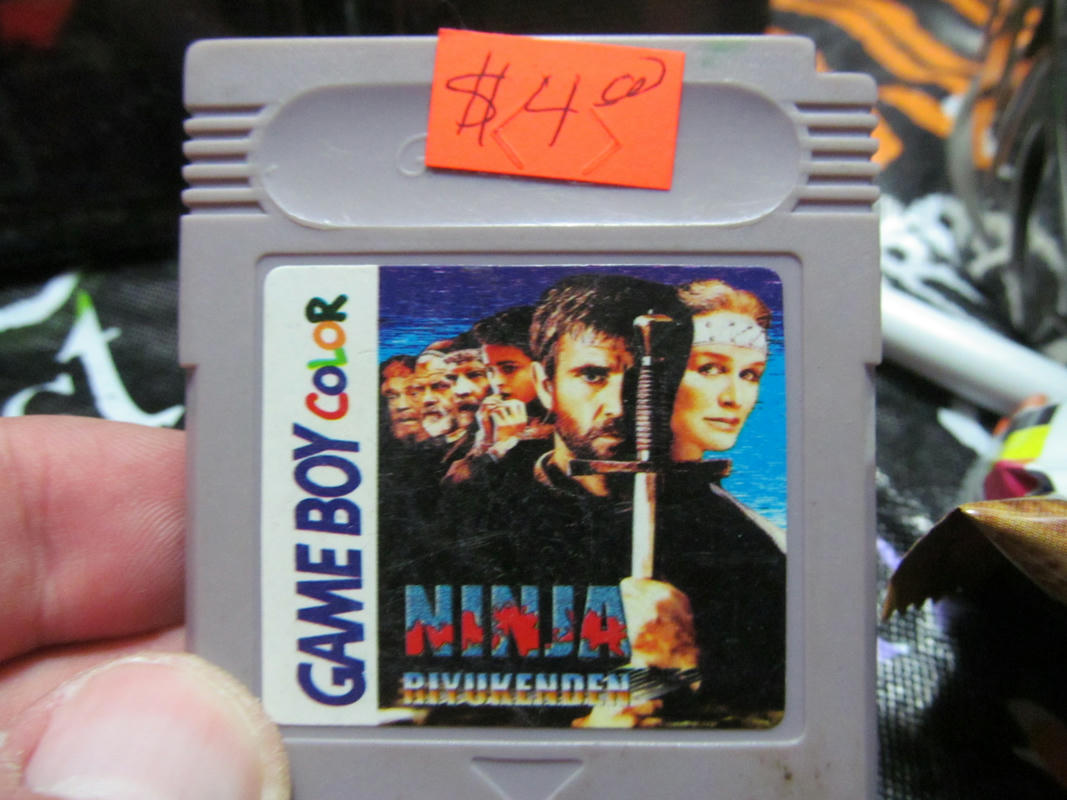 $4.00
GAME BOY COLOR
NINJA
RIYUKENDEN